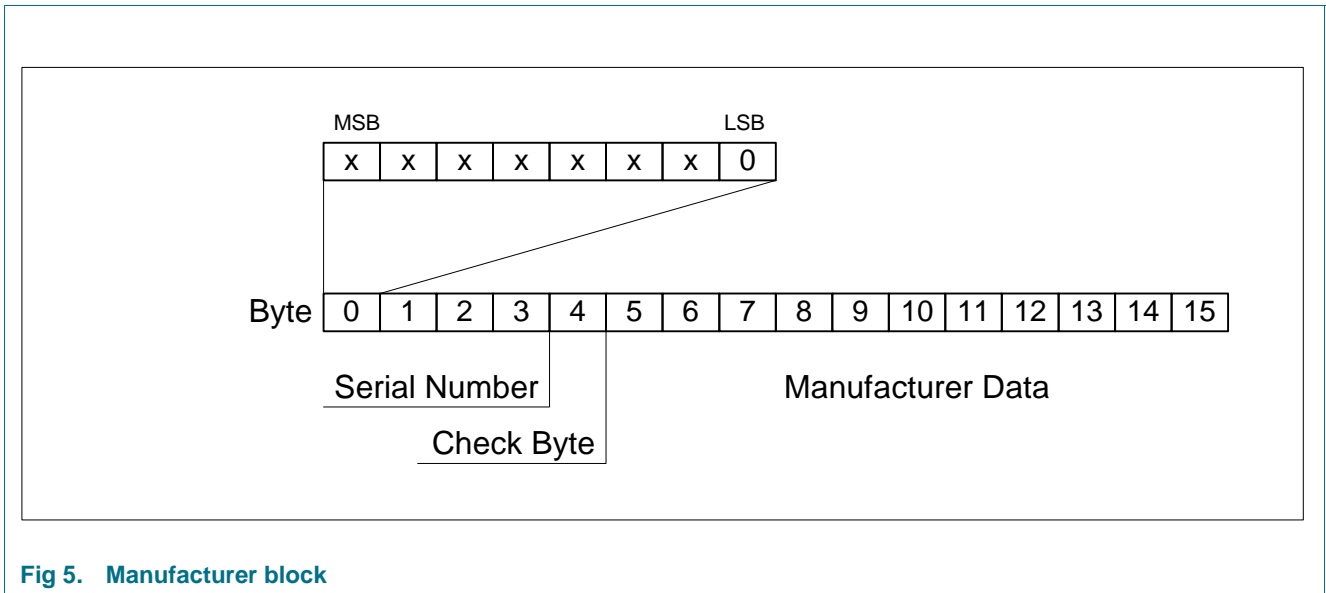 MSB LSB
x x x x x x x 0
Byte 0 1 2 3 4 5 6 7 8 9 10 11 12 13 14 15
Serial Number Manufacturer Data
Check Byte
Fig 5. Manufacturer block